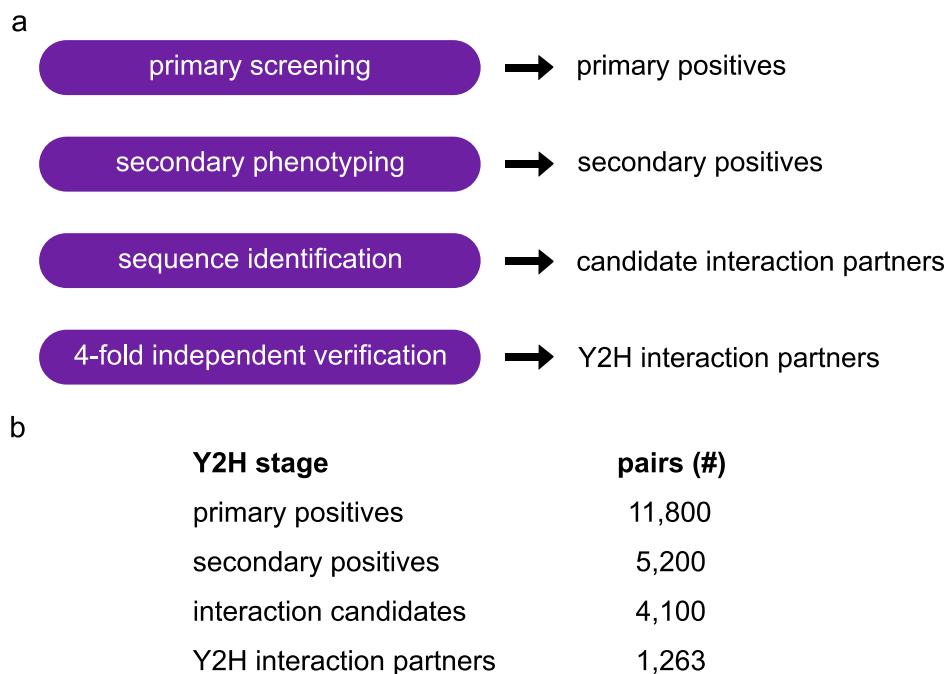 a
primary screening → primary positives
secondary phenotyping → secondary positives
sequence identification → candidate interaction partners
4-fold independent verification → Y2H interaction partners
b
Y2H stage pairs (#)
primary positives 11,800
secondary positives 5,200
interaction candidates 4,100
Y2H interaction partners 1,263